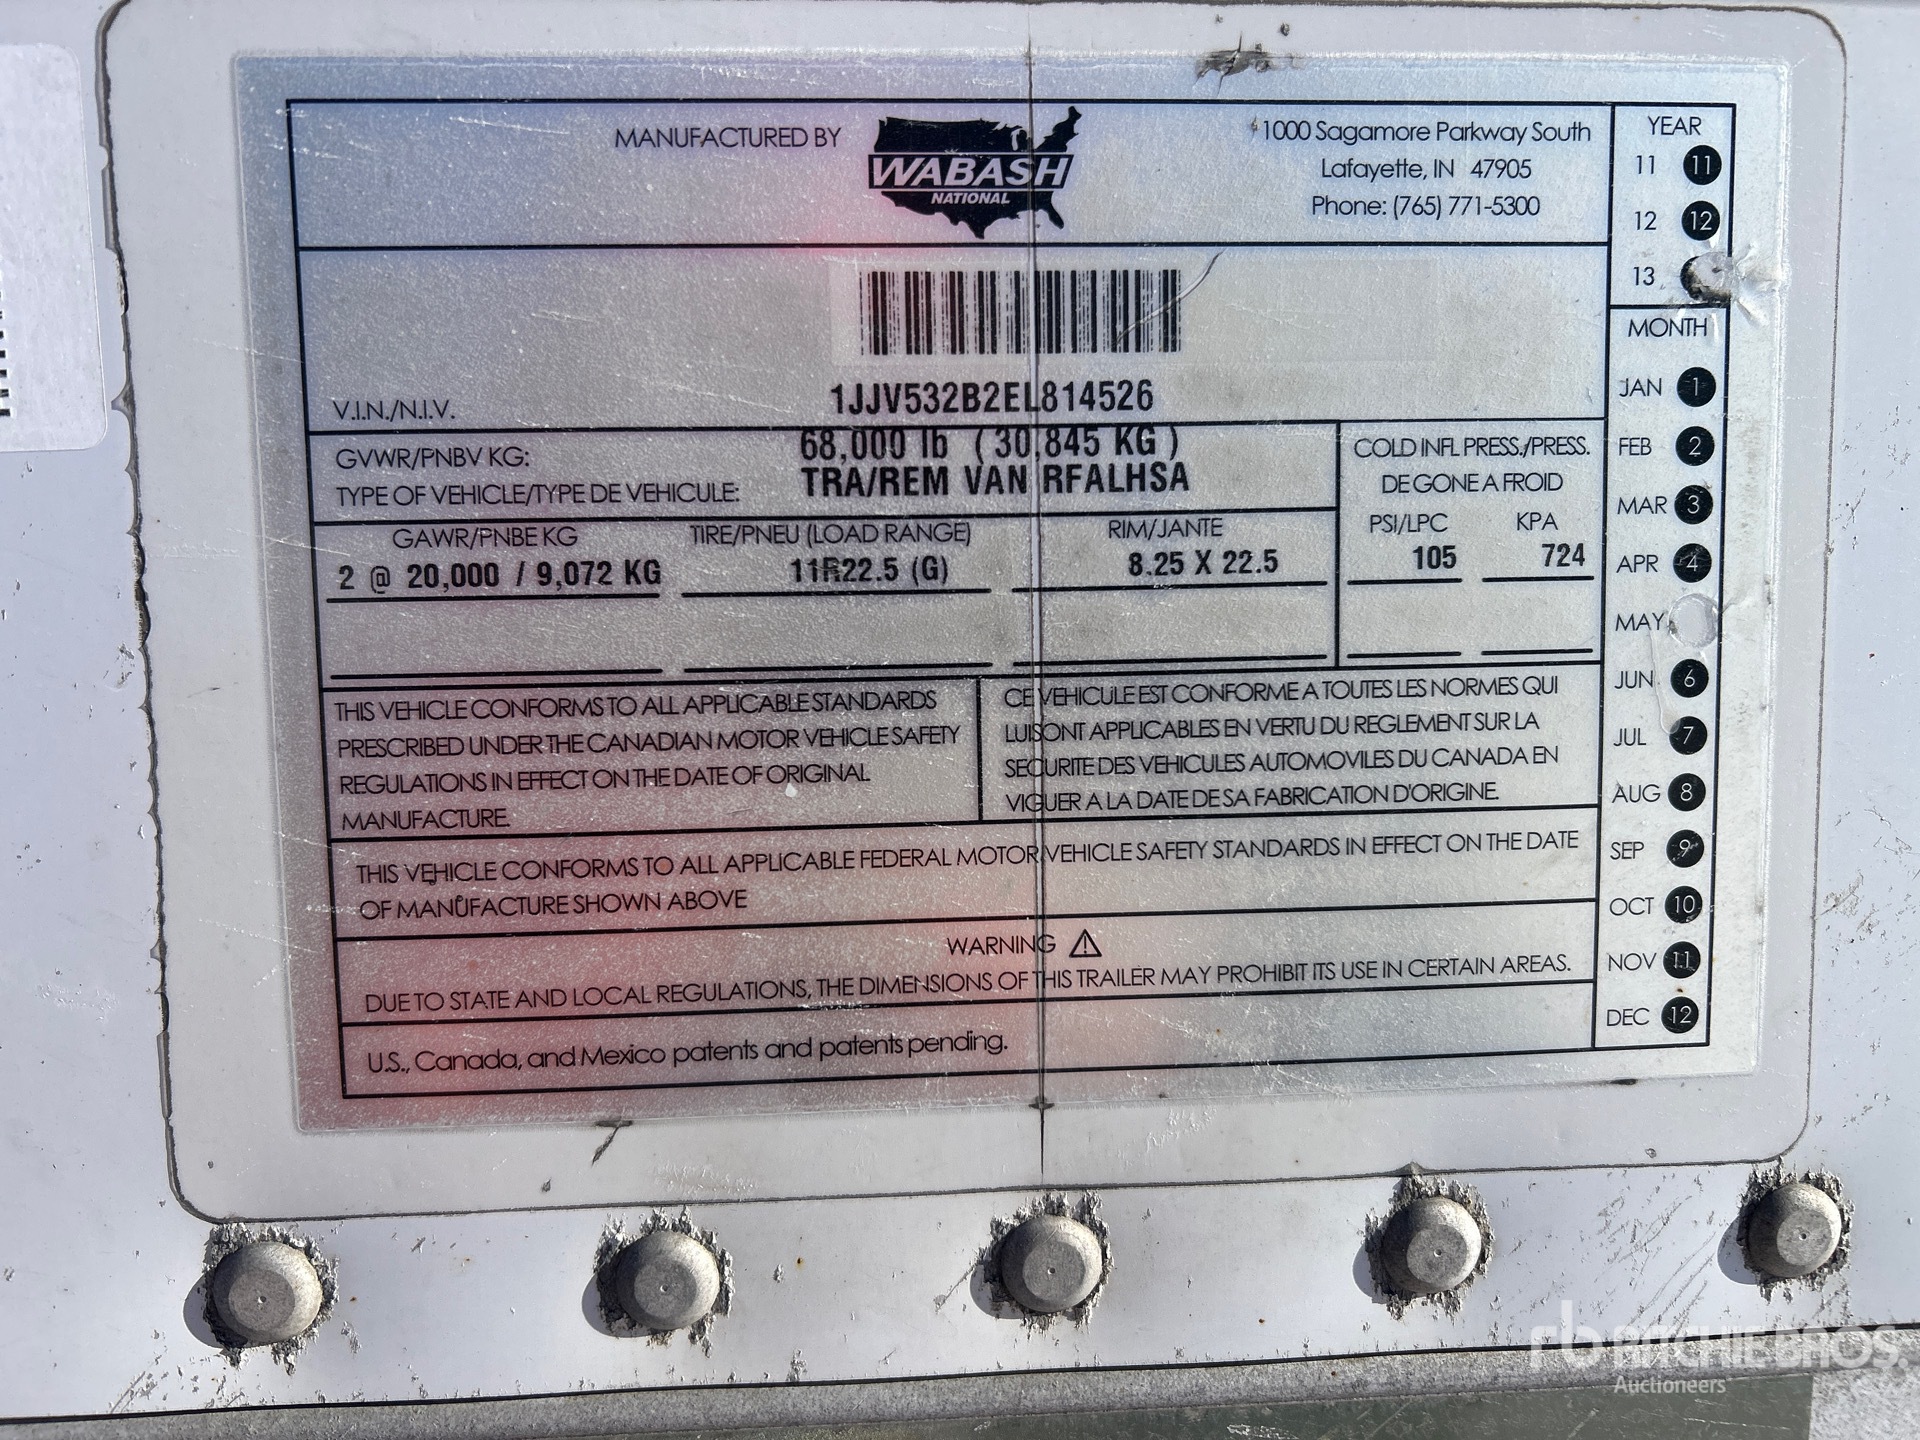 MANUFACTURED BY
WABASH
NATIONAL
1000 Sagamore Parkway South
Lafayette, IN 47905
Phone: (765) 771-5300
V.I.N./N.I.V.
1JJV532B2EL814526
GVWR/PNBV KG:
68,000 lb ( 30,845 KG )
TYPE OF VEHICLE/TYPE DE VEHICULE:
TRA/REM VAN RFALHSA
COLD INFL PRESS./PRESS.
DE GONE A FROID
GAWR/PNBE KG
TIRE/PNEU (LOAD RANGE)
RIM/JANTE
PSI/LPC KPA
2 @ 20,000 / 9,072 KG
11R22.5 (G)
8.25 X 22.5
105 724
THIS VEHICLE CONFORMS TO ALL APPLICABLE STANDARDS
PRESCRIBED UNDER THE CANADIAN MOTOR VEHICLE SAFETY
REGULATIONS IN EFFECT ON THE DATE OF ORIGINAL
MANUFACTURE.
CE VEHICULE EST CONFORME A TOUTES LES NORMES QUI
LUISONT APPLICABLES EN VERTU DU REGLEMENT SUR LA
SECURITE DES VEHICULES AUTOMOVILES DU CANADA EN
VIGUER A LA DATE DE SA FABRICATION D'ORIGINE.
THIS VEHICLE CONFORMS TO ALL APPLICABLE FEDERAL MOTOR VEHICLE SAFETY STANDARDS IN EFFECT ON THE DATE
OF MANUFACTURE SHOWN ABOVE
WARNING
DUE TO STATE AND LOCAL REGULATIONS, THE DIMENSIONS OF THIS TRAILER MAY PROHIBIT ITS USE IN CERTAIN AREAS.
U.S., Canada, and Mexico patents and patents pending.
YEAR
11 11
12 12
13
MONTH
JAN 1
FEB 2
MAR 3
APR 4
MAY
JUN 6
JUL 7
AUG 8
SEP 9
OCT 10
NOV 11
DEC 12
rb RITCHIE BROS.
Auctioneers